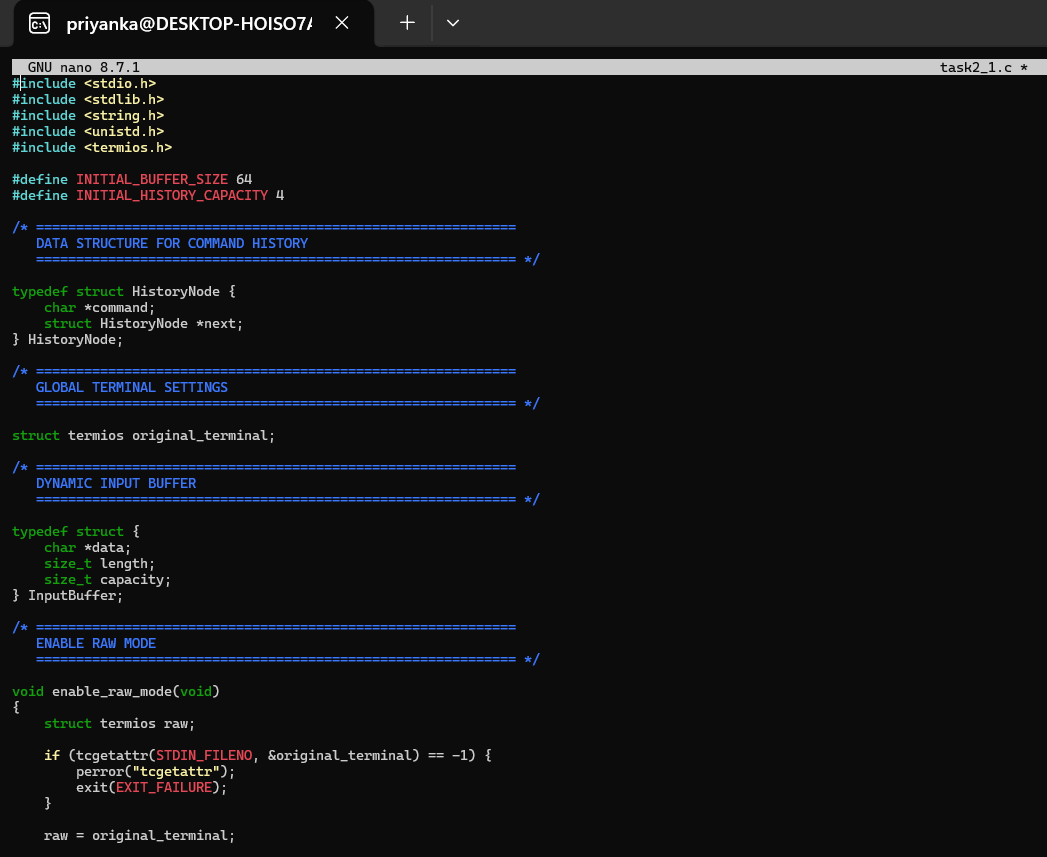 priyanka@DESKTOP-HOISO7A
GNU nano 8.7.1 task2_1.c *
#include <stdio.h>
#include <stdlib.h>
#include <string.h>
#include <unistd.h>
#include <termios.h>
#define INITIAL_BUFFER_SIZE 64
#define INITIAL_HISTORY_CAPACITY 4
/* ============================================================
DATA STRUCTURE FOR COMMAND HISTORY
============================================================ */
typedef struct HistoryNode {
    char *command;
    struct HistoryNode *next;
} HistoryNode;
/* ============================================================
GLOBAL TERMINAL SETTINGS
============================================================ */
struct termios original_terminal;
/* ============================================================
DYNAMIC INPUT BUFFER
============================================================ */
typedef struct {
    char *data;
    size_t length;
    size_t capacity;
} InputBuffer;
/* ============================================================
ENABLE RAW MODE
============================================================ */
void enable_raw_mode(void)
{
    struct termios raw;
    if (tcgetattr(STDIN_FILENO, &original_terminal) == -1) {
        perror("tcgetattr");
        exit(EXIT_FAILURE);
    }
    raw = original_terminal;